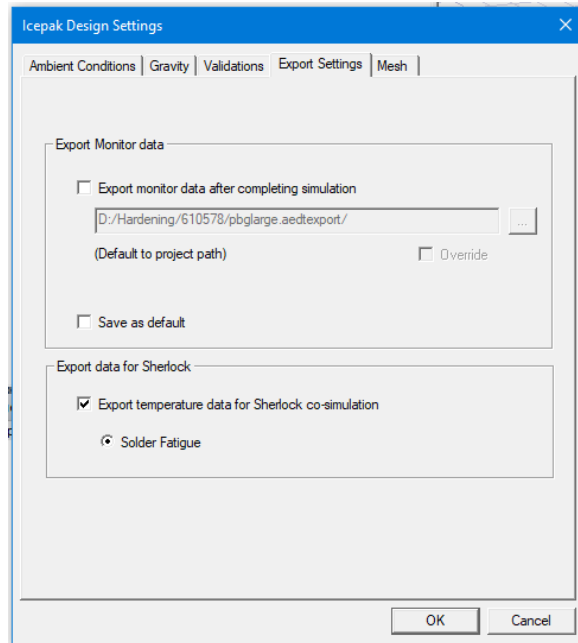 Icepak Design Settings
Ambient Conditions Gravity Validations Export Settings Mesh
Export Monitor data
Export monitor data after completing simulation
D:/Hardening/610578/pbglarge.aedtexport/
...
(Default to project path)
Override
Save as default
Export data for Sherlock
Export temperature data for Sherlock co-simulation
Solder Fatigue
OK
Cancel